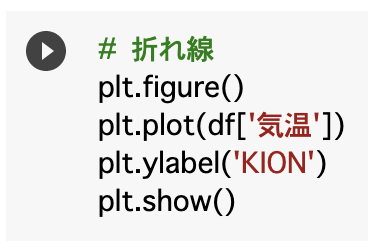 # 折れ線
plt.figure()
plt.plot(df['気温'])
plt.ylabel('KION')
plt.show()